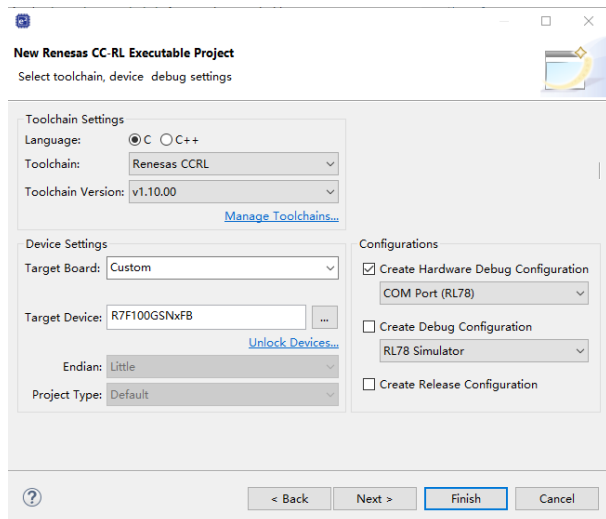 New Renesas CC-RL Executable Project
Select toolchain, device debug settings
Toolchain Settings
Language: C C++
Toolchain: Renesas CCRL
Toolchain Version: v1.10.00
Manage Toolchains...
Device Settings
Target Board: Custom
Target Device: R7F100GSNxFB ...
Unlock Devices...
Endian: Little
Project Type: Default
Configurations
Create Hardware Debug Configuration
COM Port (RL78)
Create Debug Configuration
RL78 Simulator
Create Release Configuration
? < Back Next > Finish Cancel